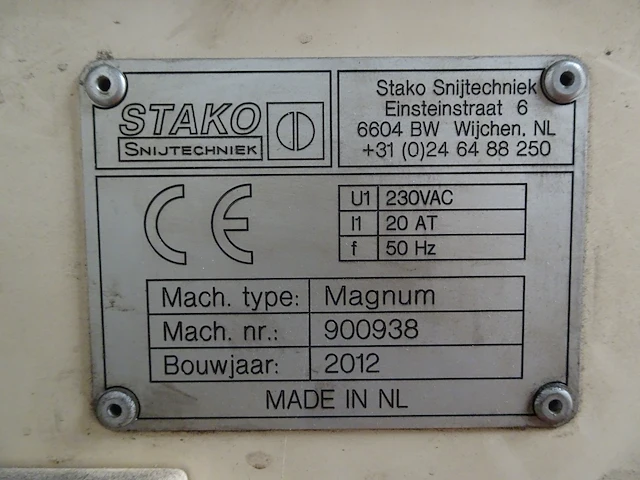 STAKO
SNIJTECHNIEK
Stako Snijtechniek
Einsteinstraat 6
6604 BW Wijchen, NL
+31 (0)24 64 88 250
CE
U1 230VAC
I1 20 AT
f 50 Hz
Mach. type: Magnum
Mach. nr.: 900938
Bouwjaar: 2012
MADE IN NL